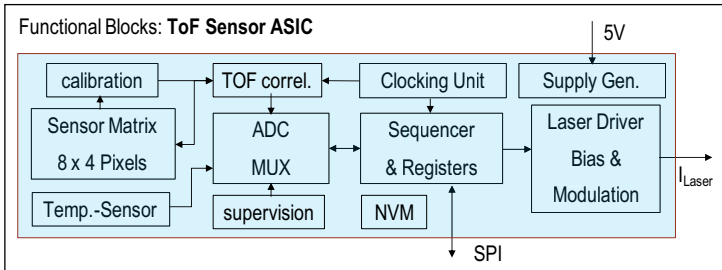 Functional Blocks: ToF Sensor ASIC
5V
calibration
TOF correl.
Clocking Unit
Supply Gen.
Sensor Matrix
8 x 4 Pixels
ADC
MUX
Sequencer
& Registers
Laser Driver
Bias &
Modulation
I Laser
Temp.-Sensor
supervision
NVM
SPI